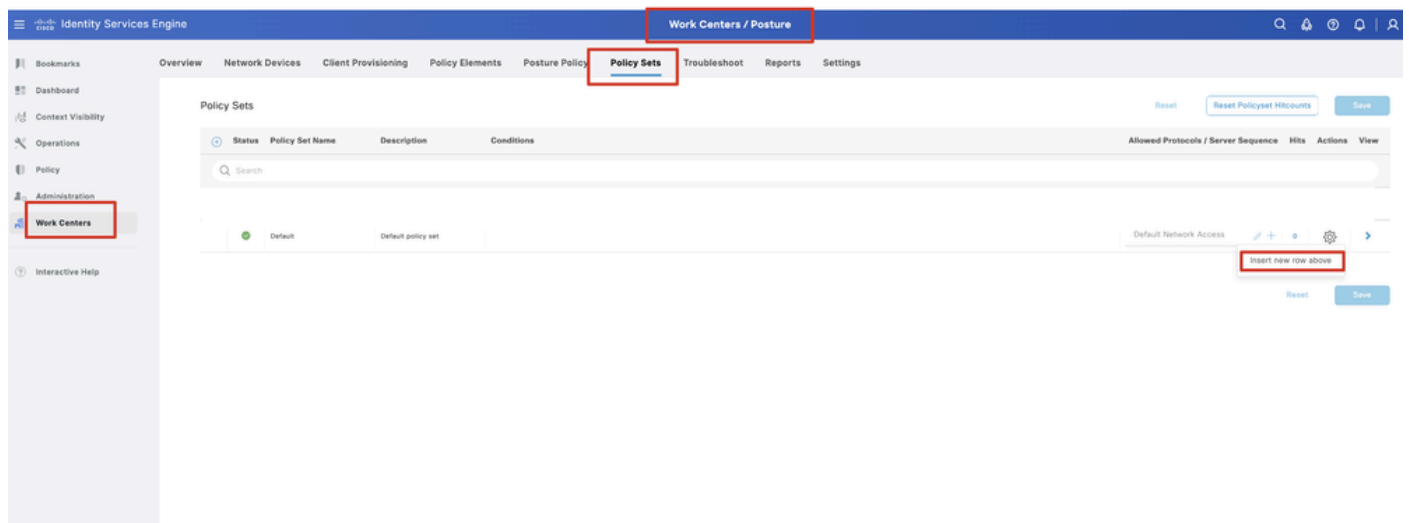 cisco Identity Services Engine
Work Centers / Posture
Bookmarks
Dashboard
Context Visibility
Operations
Policy
Administration
Work Centers
Interactive Help
Overview Network Devices Client Provisioning Policy Elements Posture Policy Policy Sets Troubleshoot Reports Settings
Policy Sets
Reset Reset Policyset Hitcounts Save
Status Policy Set Name Description Conditions Allowed Protocols / Server Sequence Hits Actions View
Search
Default Default policy set Default Network Access 0
Insert new row above
Reset Save